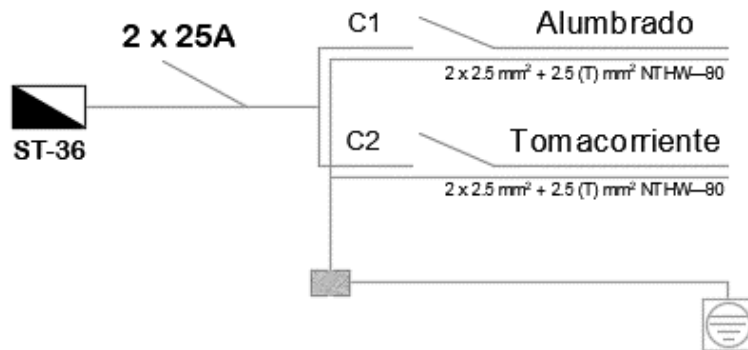 2 x 25A
ST-36
C1 Alumbrado
2 x 2.5 mm² + 2.5 (T) mm² NTHW—90
C2 Tomacorriente
2 x 2.5 mm² + 2.5 (T) mm² NTHW—90